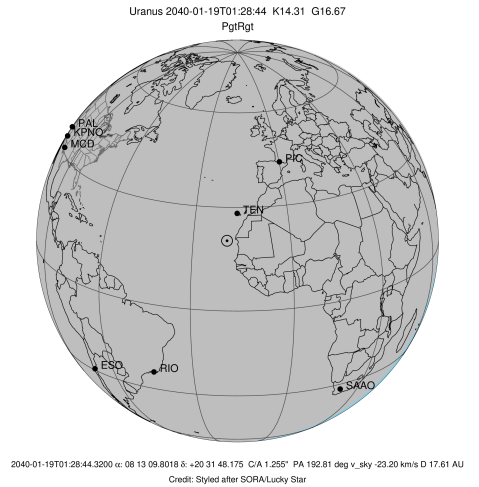 Uranus 2040-01-19T01:28:44 K14.31 G16.67
PgtRgt
PAL
KPNO
MCD
PIC
TEN
ESO
RIO
SAAO
2040-01-19T01:28:44.3200 α: 08 13 09.8018 δ: +20 31 48.175 C/A 1.255" PA 192.81 deg v_sky -23.20 km/s D 17.61 AU
Credit: Styled after SORA/Lucky Star